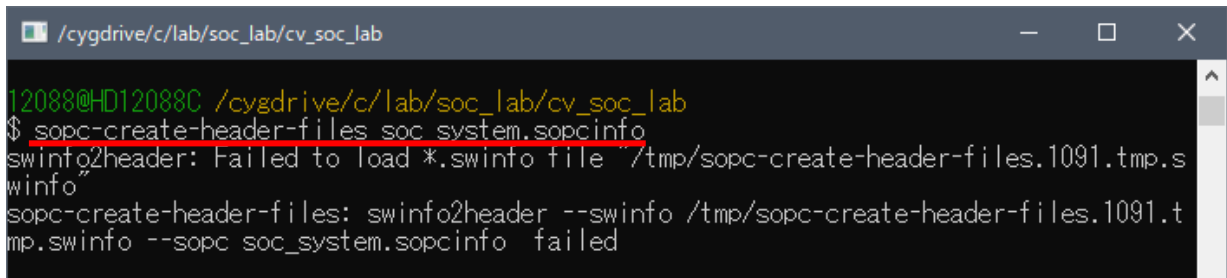 /cygdrive/c/lab/soc_lab/cv_soc_lab
12088@HD12088C /cygdrive/c/lab/soc_lab/cv_soc_lab
$ sopc-create-header-files soc_system.sopcinfo
swinfo2header: Failed to load *.swinfo file "/tmp/sopc-create-header-files.1091.tmp.s
winfo"
sopc-create-header-files: swinfo2header --swinfo /tmp/sopc-create-header-files.1091.t
mp.swinfo --sopc soc_system.sopcinfo  failed